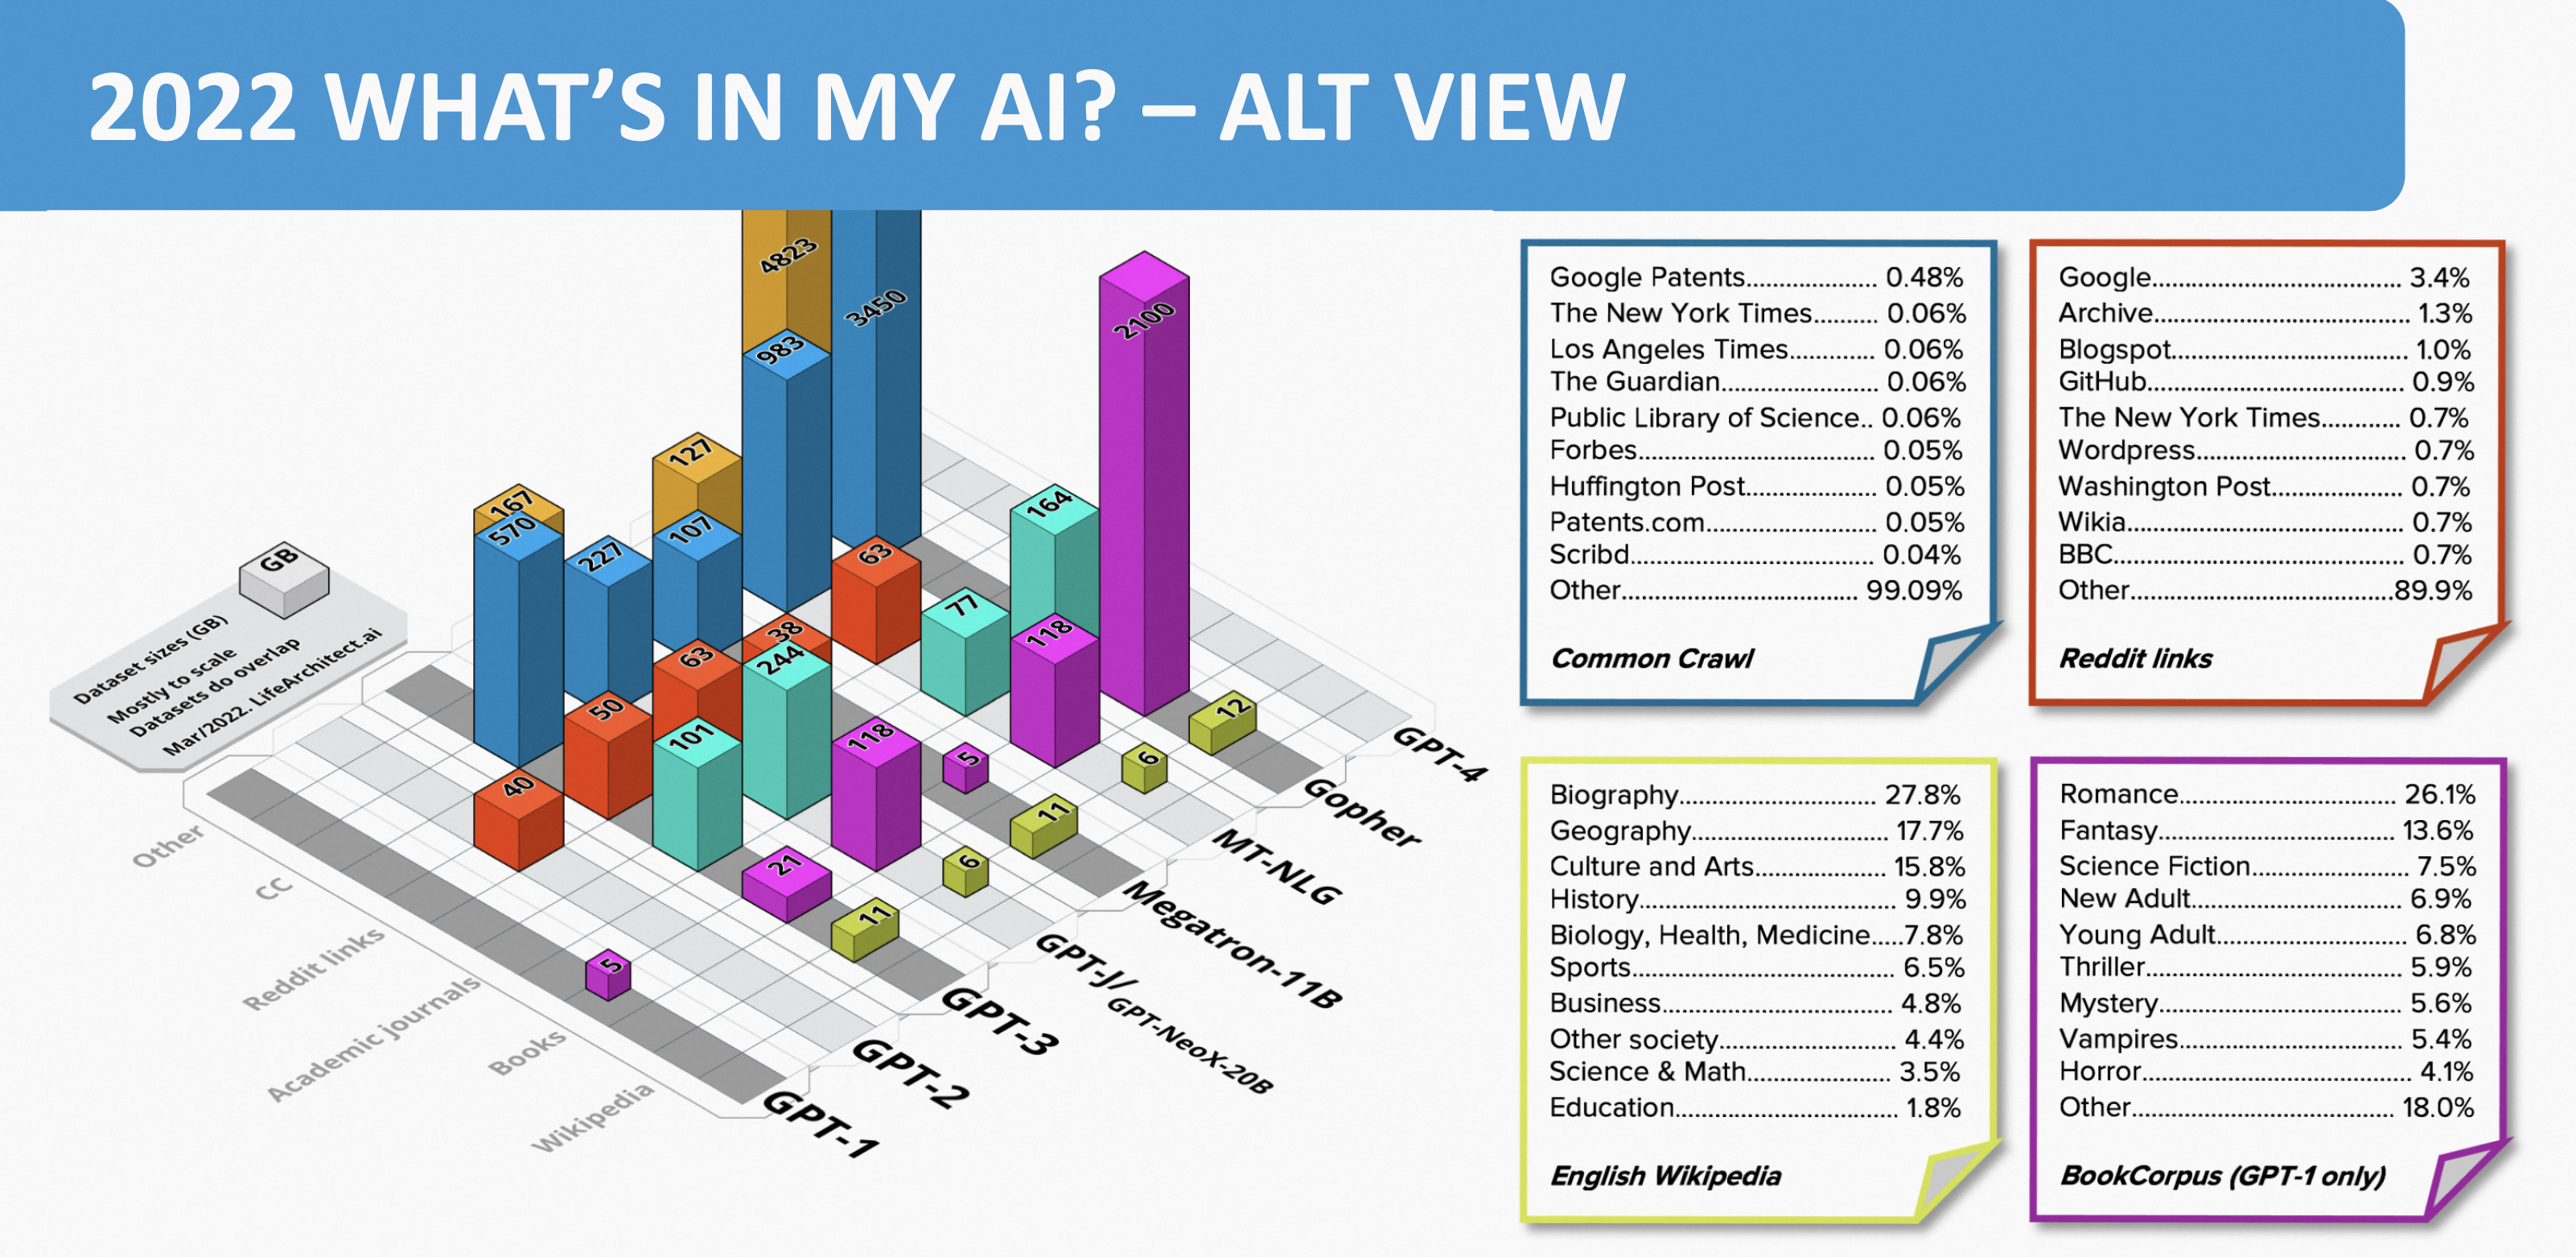 2022 WHAT'S IN MY AI? – ALT VIEW
4823
3450
2100
983
127
167
570
227
107
164
63
77
118
38
244
63
50
101
118
5
12
6
40
11
21
6
11
5
GB
Dataset sizes (GB)
Mostly to scale
Datasets do overlap
Mar/2022. LifeArchitect.ai
Other
CC
Reddit links
Academic journals
Books
Wikipedia
GPT-4
Gopher
MT-NLG
Megatron-11B
GPT-J/
GPT-NeoX-20B
GPT-3
GPT-2
GPT-1
Google Patents................... 0.48%
The New York Times.......... 0.06%
Los Angeles Times............. 0.06%
The Guardian....................... 0.06%
Public Library of Science.. 0.06%
Forbes................................... 0.05%
Huffington Post................... 0.05%
Patents.com......................... 0.05%
Scribd.................................... 0.04%
Other................................... 99.09%
Common Crawl
Google.................................... 3.4%
Archive..................................... 1.3%
Blogspot.................................. 1.0%
GitHub..................................... 0.9%
The New York Times............ 0.7%
Wordpress............................... 0.7%
Washington Post................... 0.7%
Wikia........................................ 0.7%
BBC.......................................... 0.7%
Other......................................89.9%
Reddit links
Biography............................. 27.8%
Geography............................. 17.7%
Culture and Arts.................... 15.8%
History..................................... 9.9%
Biology, Health, Medicine.....7.8%
Sports...................................... 6.5%
Business.................................. 4.8%
Other society.......................... 4.4%
Science & Math..................... 3.5%
Education................................ 1.8%
English Wikipedia
Romance................................ 26.1%
Fantasy.................................. 13.6%
Science Fiction....................... 7.5%
New Adult............................... 6.9%
Young Adult............................ 6.8%
Thriller..................................... 5.9%
Mystery................................... 5.6%
Vampires................................. 5.4%
Horror....................................... 4.1%
Other...................................... 18.0%
BookCorpus (GPT-1 only)